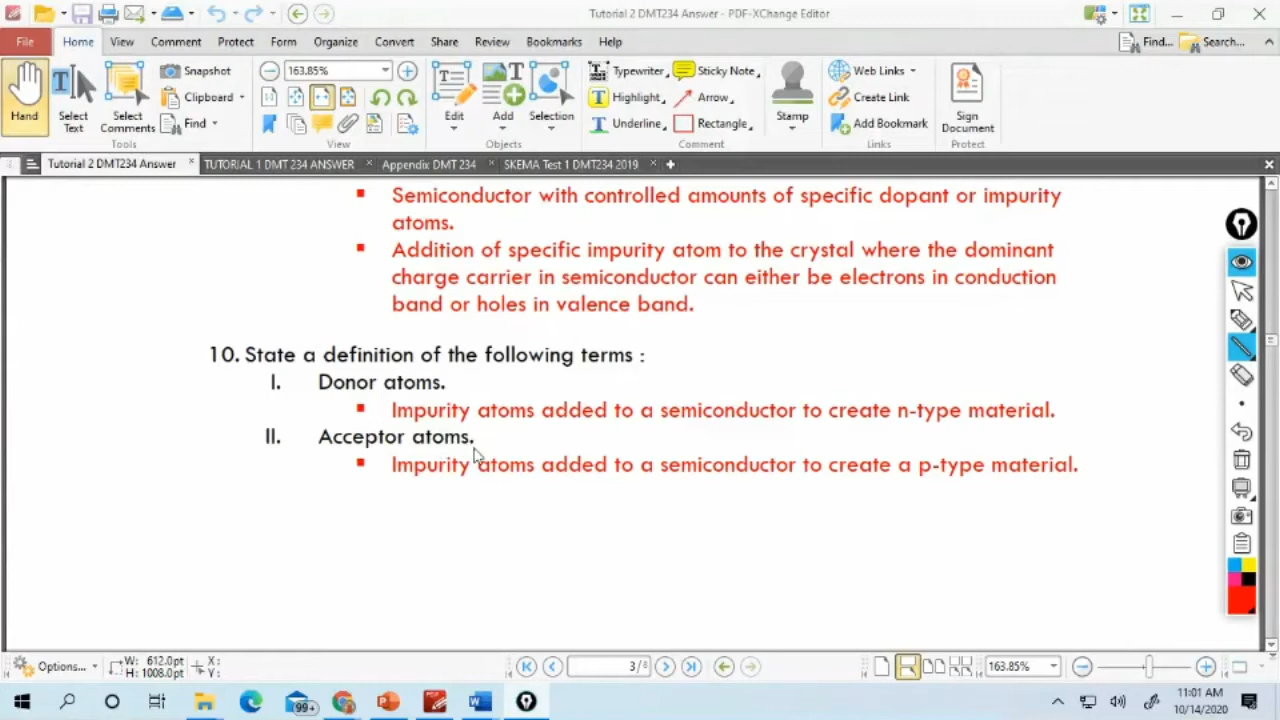 Tutorial 2 DMT234 Answer - PDF-XChange Editor
File Home View Comment Protect Form Organize Convert Share Review Bookmarks Help Find... Search...
Hand
Select Text
Select Comments
Snapshot
Clipboard
Find
Tools
163.85%
View
Edit
Add
Selection
Objects
Typewriter
Highlight
Underline
Sticky Note
Arrow
Rectangle
Stamp
Comment
Web Links
Create Link
Add Bookmark
Links
Sign Document
Protect
Tutorial 2 DMT234 Answer TUTORIAL 1 DMT 234 ANSWER Appendix DMT 234 SKEMA Test 1 DMT234 2019
Semiconductor with controlled amounts of specific dopant or impurity
atoms.
Addition of specific impurity atom to the crystal where the dominant
charge carrier in semiconductor can either be electrons in conduction
band or holes in valence band.
10. State a definition of the following terms :
I. Donor atoms.
Impurity atoms added to a semiconductor to create n-type material.
II. Acceptor atoms.
Impurity atoms added to a semiconductor to create a p-type material.
Options... W: 612.0pt X:
H: 1008.0pt Y:
163.85%
99+
11:01 AM
10/14/2020